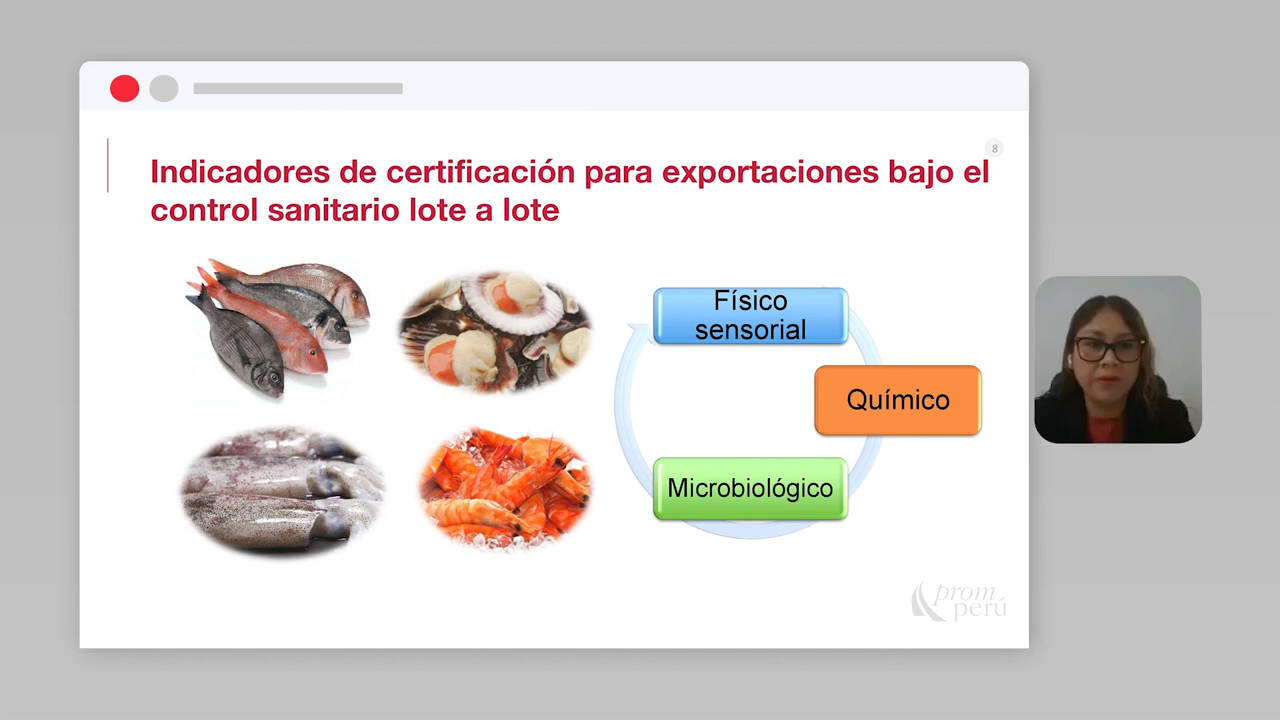 8
Indicadores de certificación para exportaciones bajo el
control sanitario lote a lote
Físico
sensorial
Químico
Microbiológico
prom
perú